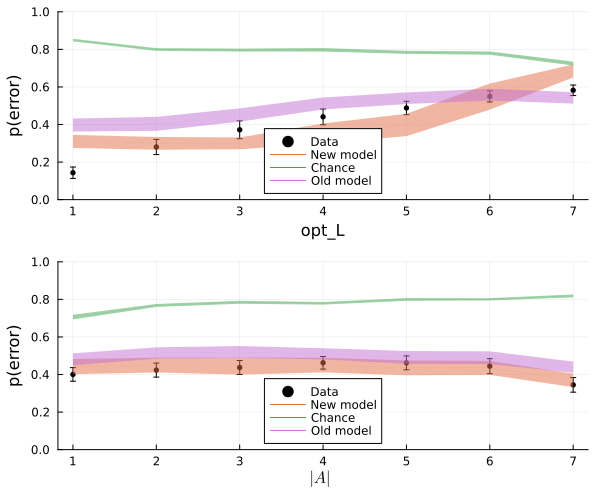 1.0
0.8
0.6
0.4
0.2
0.0
p(error)
Data
New model
Chance
Old model
1 2 3 4 5 6 7
opt_L
1.0
0.8
0.6
0.4
0.2
0.0
p(error)
Data
New model
Chance
Old model
1 2 3 4 5 6 7
|A|